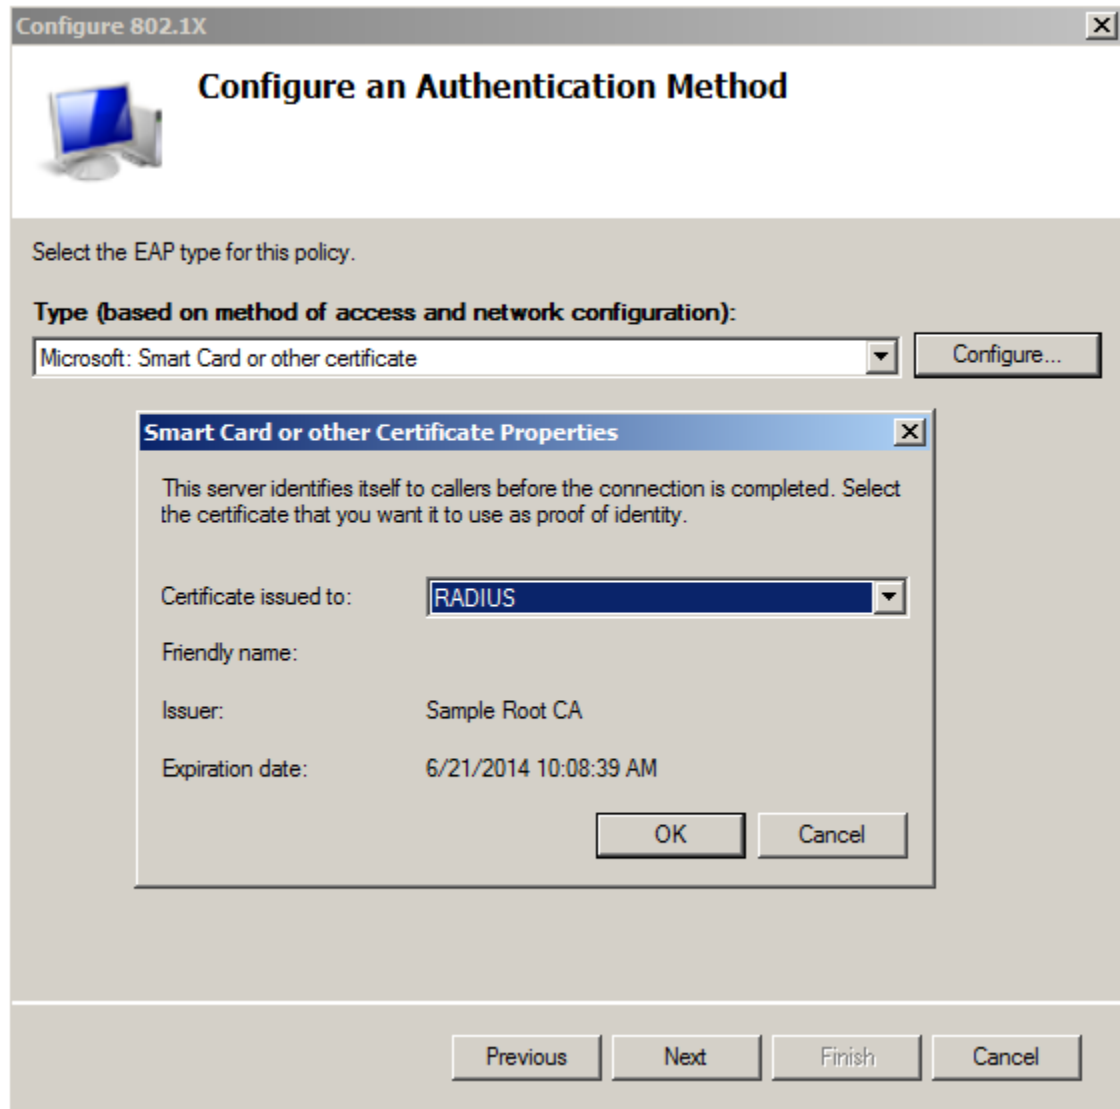 Configure 802.1X
Configure an Authentication Method
Select the EAP type for this policy.
Type (based on method of access and network configuration):
Microsoft: Smart Card or other certificate
Configure...
Smart Card or other Certificate Properties
This server identifies itself to callers before the connection is completed. Select
the certificate that you want it to use as proof of identity.
Certificate issued to: RADIUS
Friendly name:
Issuer: Sample Root CA
Expiration date: 6/21/2014 10:08:39 AM
OK Cancel
Previous Next Finish Cancel